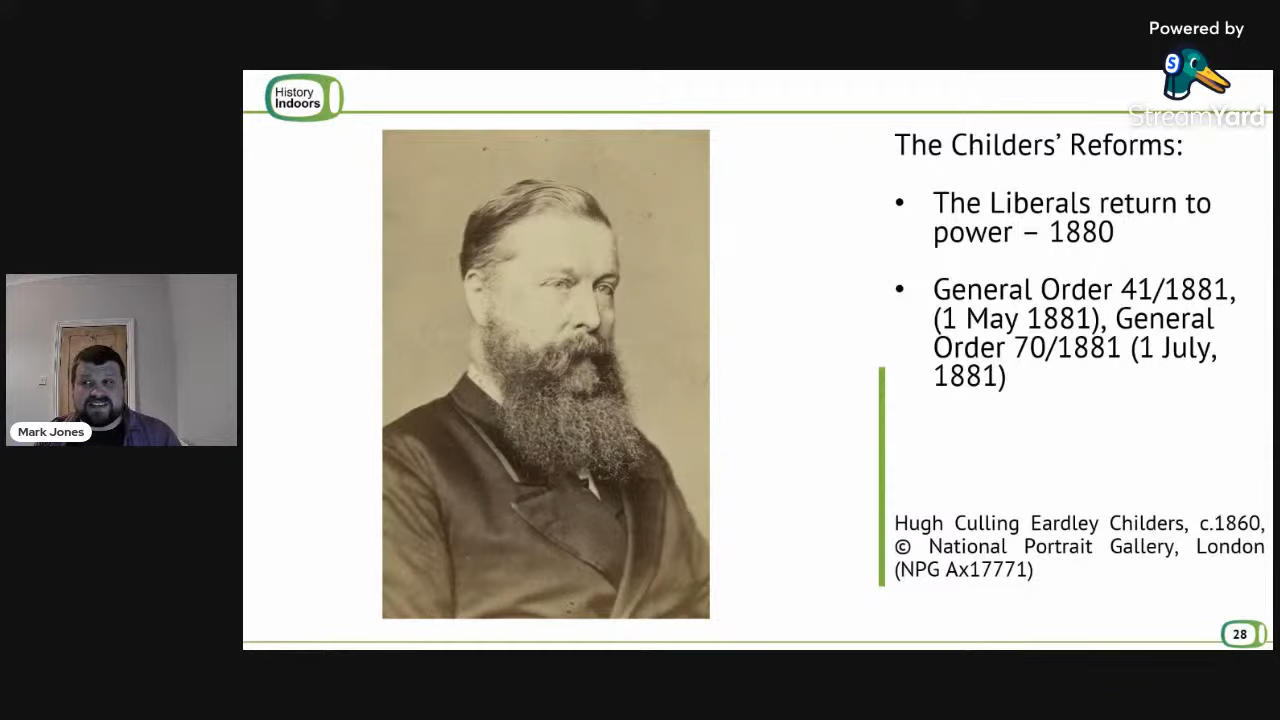 Powered by
StreamYard
History
Indoors
The Childers’ Reforms:
• The Liberals return to
power – 1880
• General Order 41/1881,
(1 May 1881), General
Order 70/1881 (1 July,
1881)
Mark Jones
Hugh Culling Eardley Childers, c.1860,
© National Portrait Gallery, London
(NPG Ax17771)
28